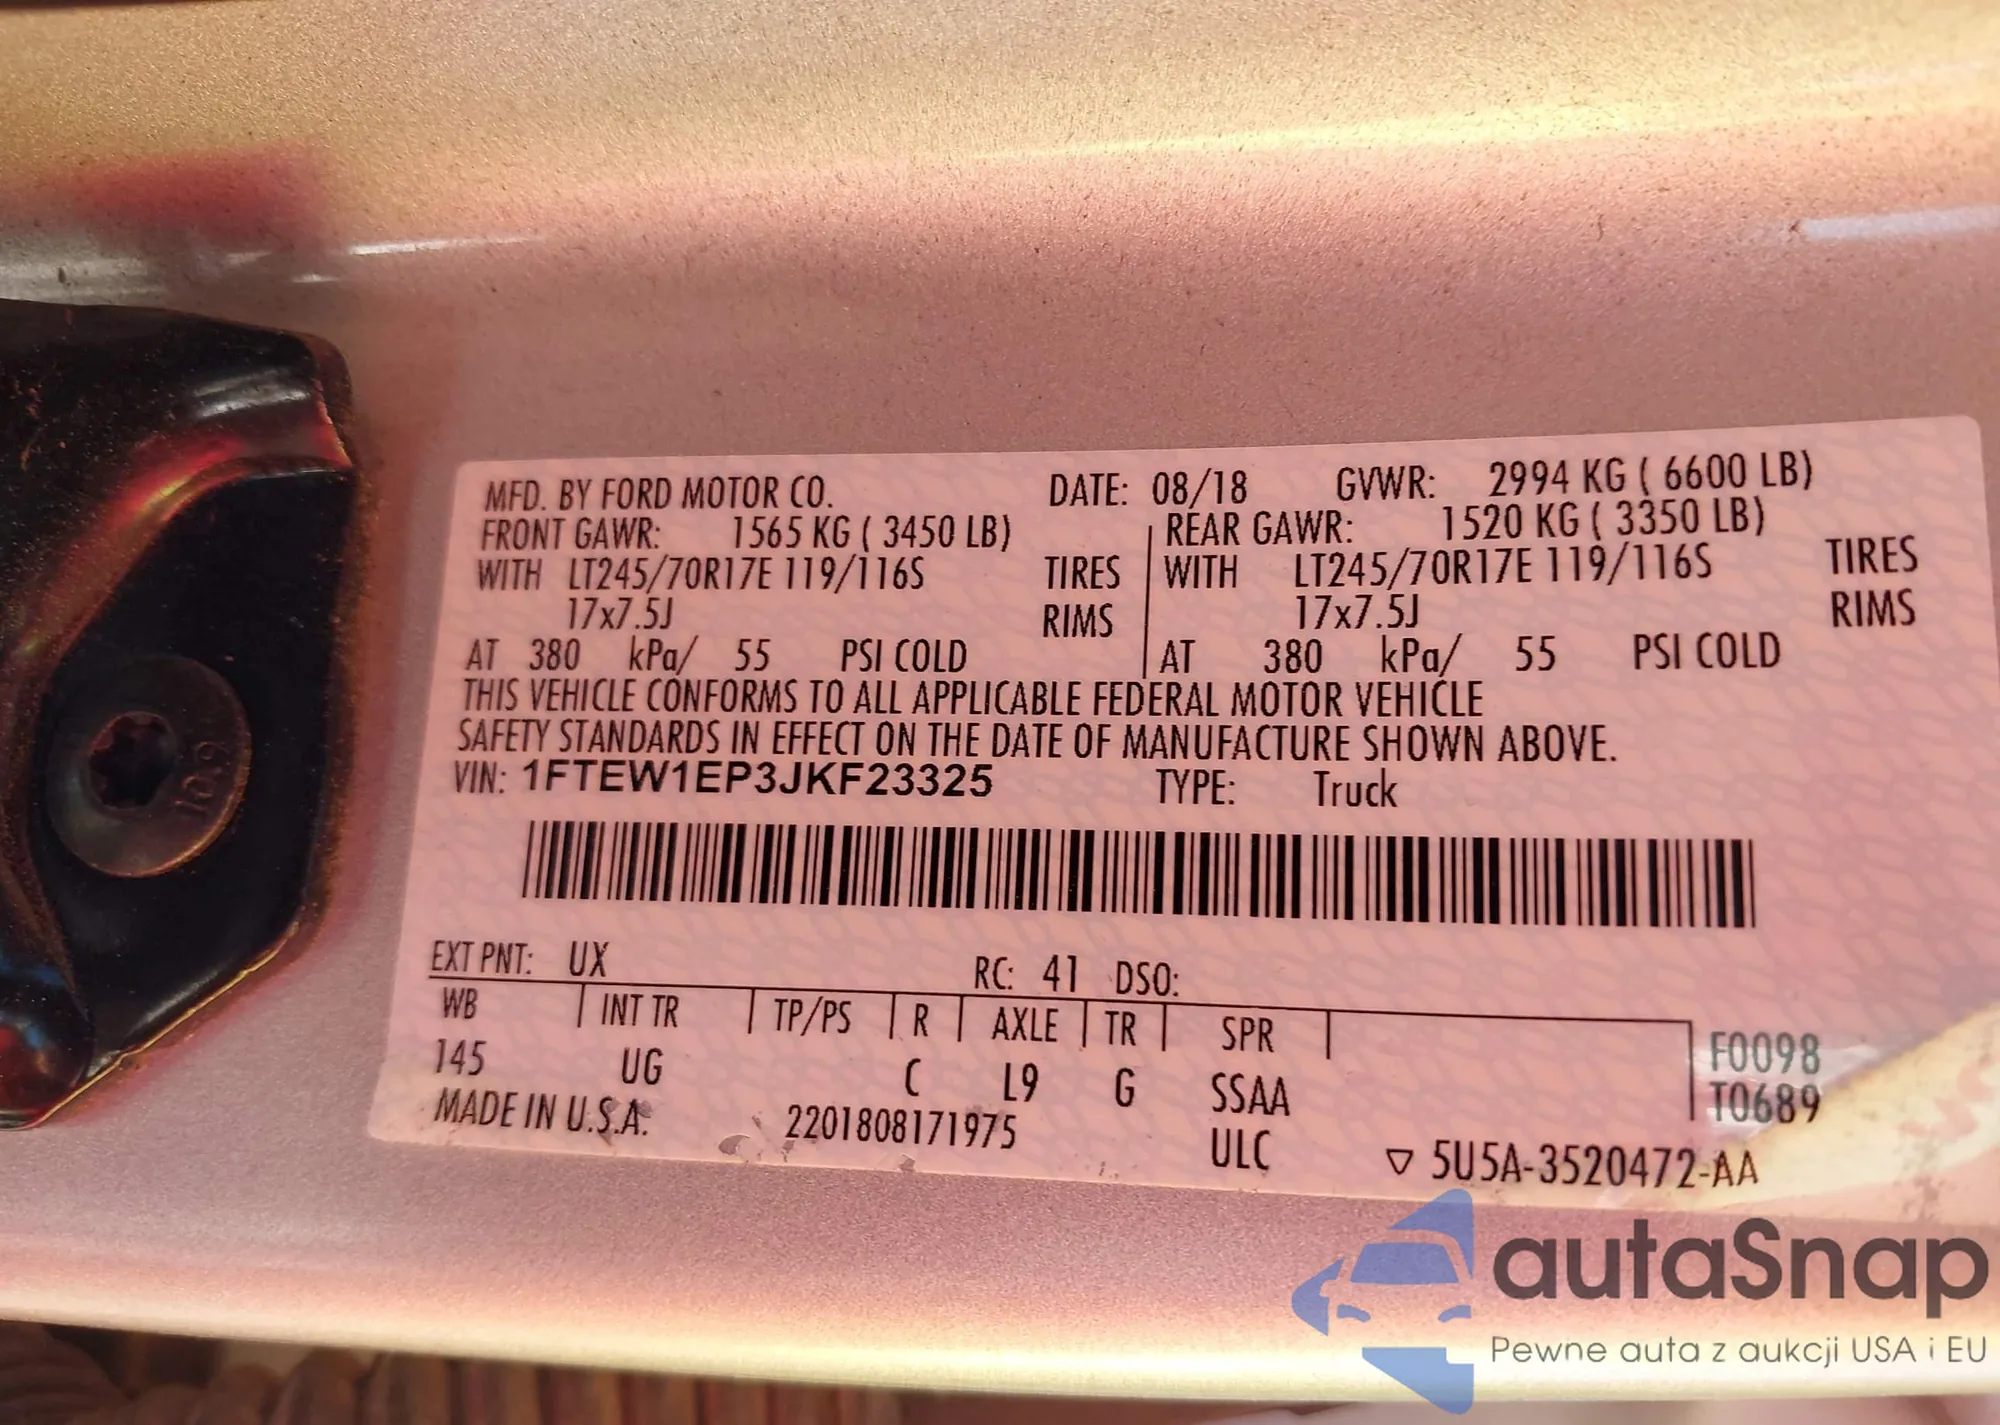 MFD. BY FORD MOTOR CO. DATE: 08/18 GVWR: 2994 KG ( 6600 LB)
FRONT GAWR: 1565 KG ( 3450 LB) REAR GAWR: 1520 KG ( 3350 LB)
WITH LT245/70R17E 119/116S TIRES WITH LT245/70R17E 119/116S TIRES
17x7.5J RIMS 17x7.5J RIMS
AT 380 kPa/ 55 PSI COLD AT 380 kPa/ 55 PSI COLD
THIS VEHICLE CONFORMS TO ALL APPLICABLE FEDERAL MOTOR VEHICLE
SAFETY STANDARDS IN EFFECT ON THE DATE OF MANUFACTURE SHOWN ABOVE.
VIN: 1FTEW1EP3JKF23325 TYPE: Truck
EXT PNT: UX RC: 41 DSO:
WB INT TR TP/PS R AXLE TR SPR F0098
145 UG C L9 G SSAA T0689
MADE IN U.S.A. 2201808171975 ULC ▽ 5U5A-3520472-AA
10.9
autaSnap
Pewne auta z aukcji USA i EU